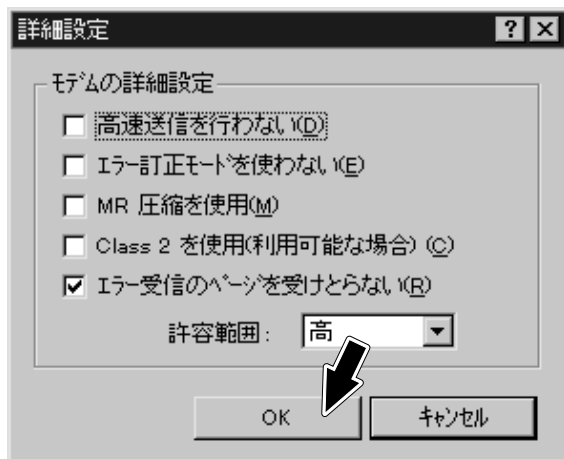 詳細設定
モデムの詳細設定
高速送信を行わない(D)
エラー訂正モードを使わない(E)
MR 圧縮を使用(M)
Class 2 を使用(利用可能な場合) (C)
エラー受信のページを受けとらない(R)
許容範囲: 高
OK キャンセル